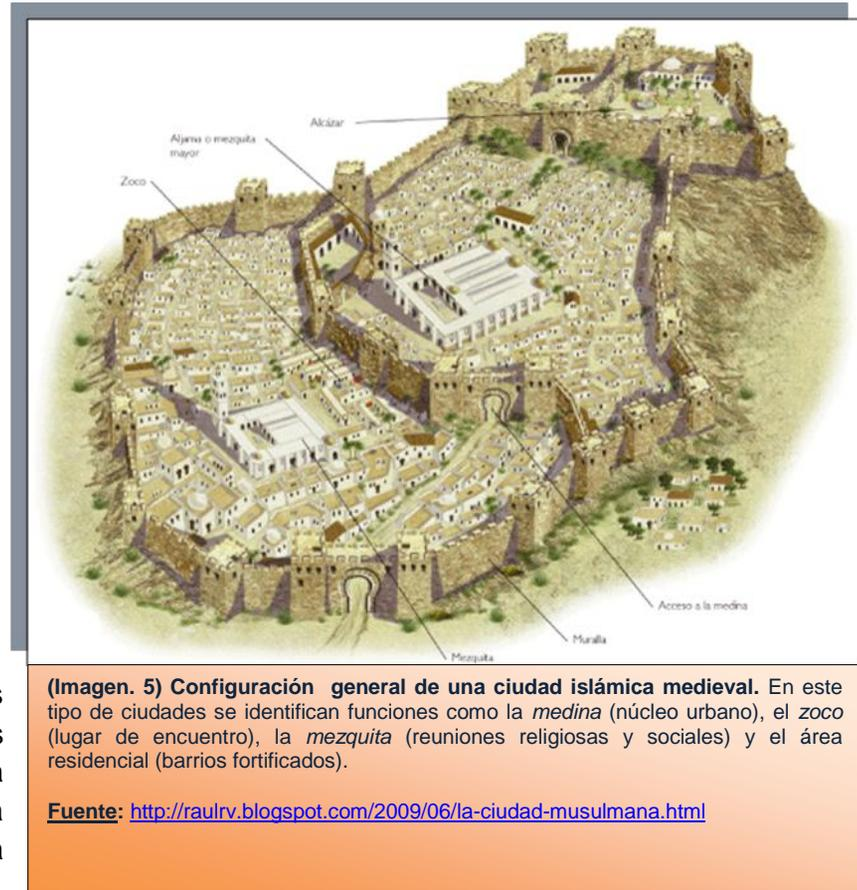 Alcázar
Aljama o mezquita
mayor
Zoco
Acceso a la medina
Muralla
Mezquita
(Imagen. 5) Configuración general de una ciudad islámica medieval. En este
tipo de ciudades se identifican funciones como la medina (núcleo urbano), el zoco
(lugar de encuentro), la mezquita (reuniones religiosas y sociales) y el área
residencial (barrios fortificados).
Fuente: http://raulrv.blogspot.com/2009/06/la-ciudad-musulmana.html